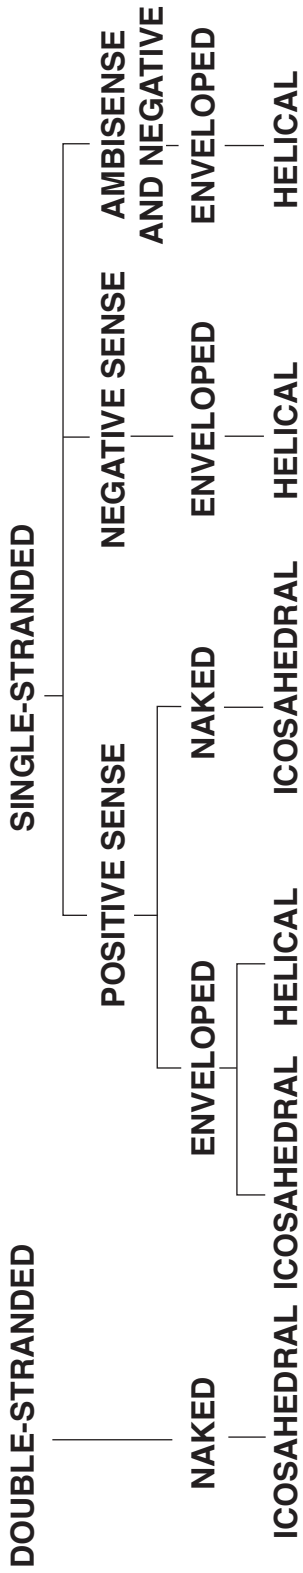 DOUBLE-STRANDED
SINGLE-STRANDED
POSITIVE SENSE
NEGATIVE SENSE
AMBISENSE
AND NEGATIVE
NAKED
ENVELOPED
NAKED
ENVELOPED
ENVELOPED
ICOSAHEDRAL
ICOSAHEDRAL
HELICAL
ICOSAHEDRAL
HELICAL
HELICAL